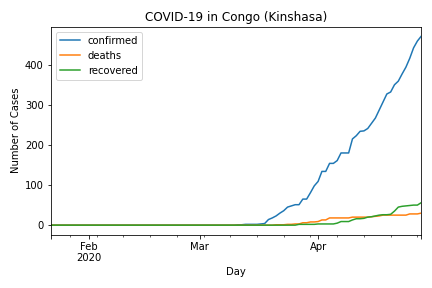 COVID-19 in Congo (Kinshasa)
confirmed
deaths
recovered
Number of Cases
400
300
200
100
0
Feb
2020
Mar
Apr
Day